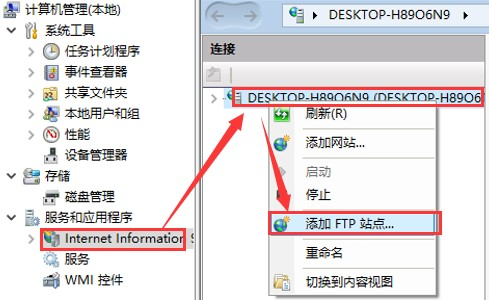 计算机管理(本地)
系统工具
任务计划程序
事件查看器
共享文件夹
本地用户和组
性能
设备管理器
存储
磁盘管理
服务和应用程序
Internet Information S
服务
WMI 控件
DESKTOP-H89O6N9
连接
DESKTOP-H89O6N9 (DESKTOP-H89O6
刷新(R)
添加网站...
启动
停止
添加 FTP 站点...
重命名
切换到内容视图